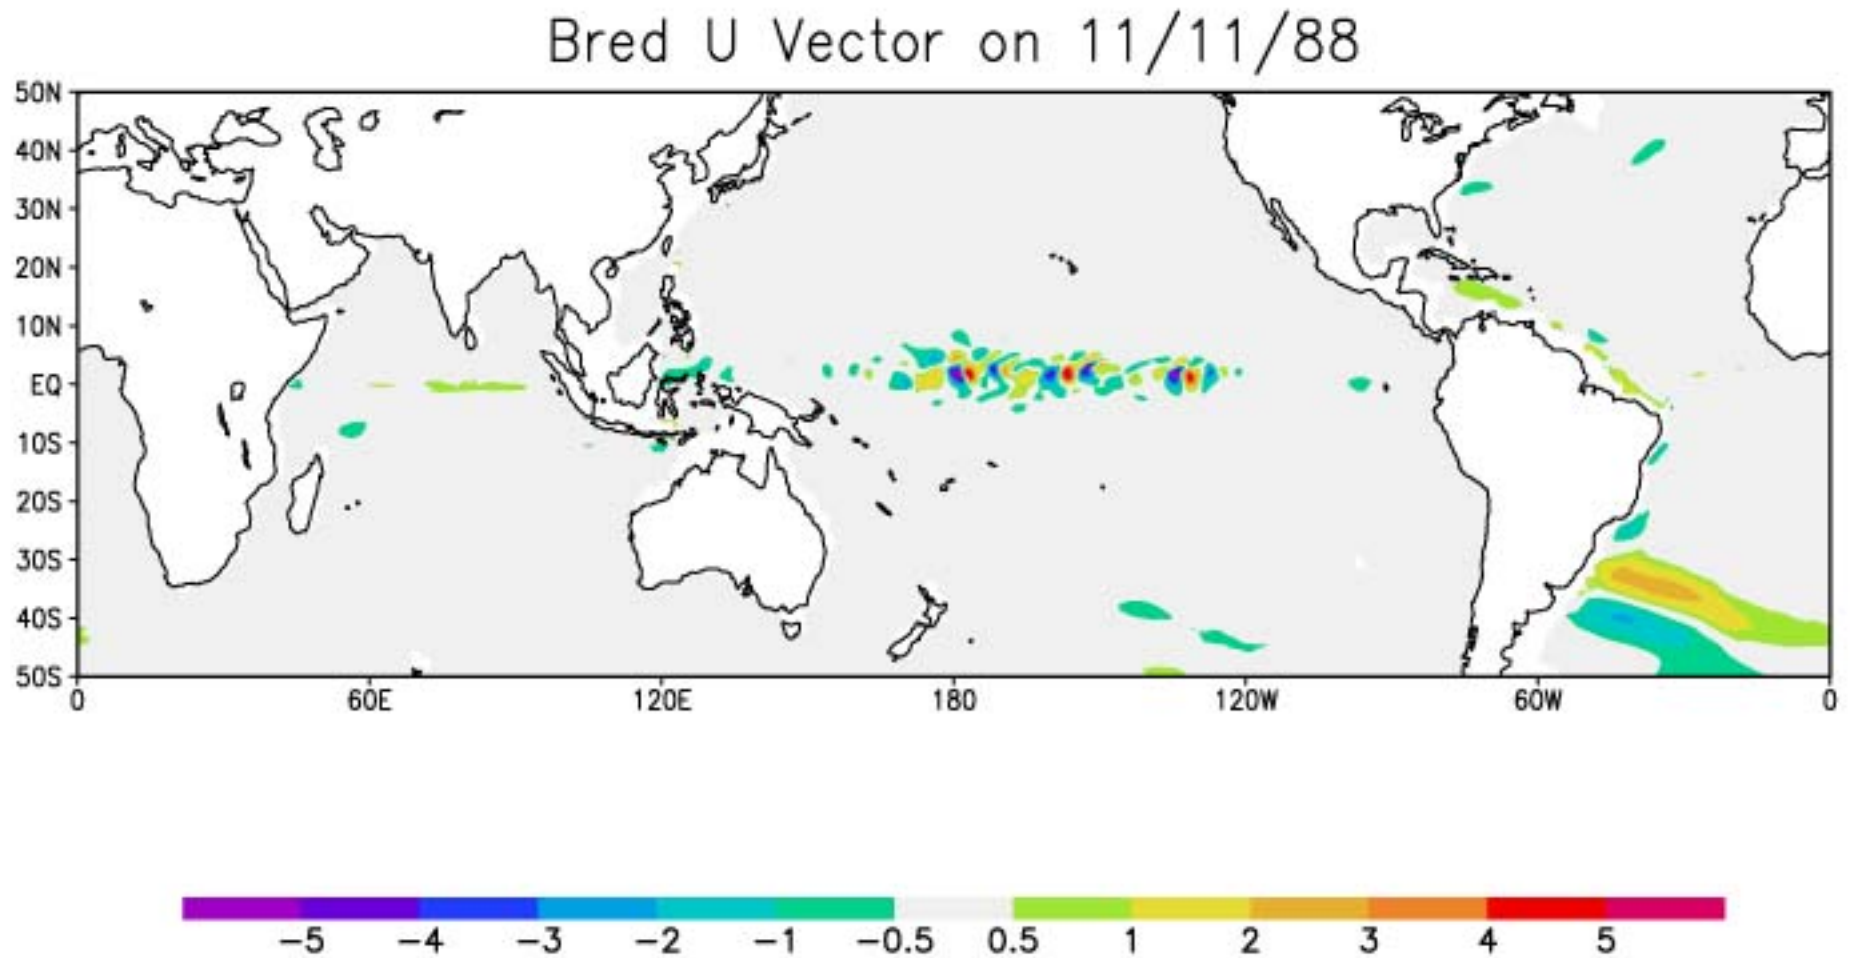 Bred U Vector on 11/11/88
50N
40N
30N
20N
10N
EQ
10S
20S
30S
40S
50S
0 60E 120E 180 120W 60W 0
−5 −4 −3 −2 −1 −0.5 0.5 1 2 3 4 5